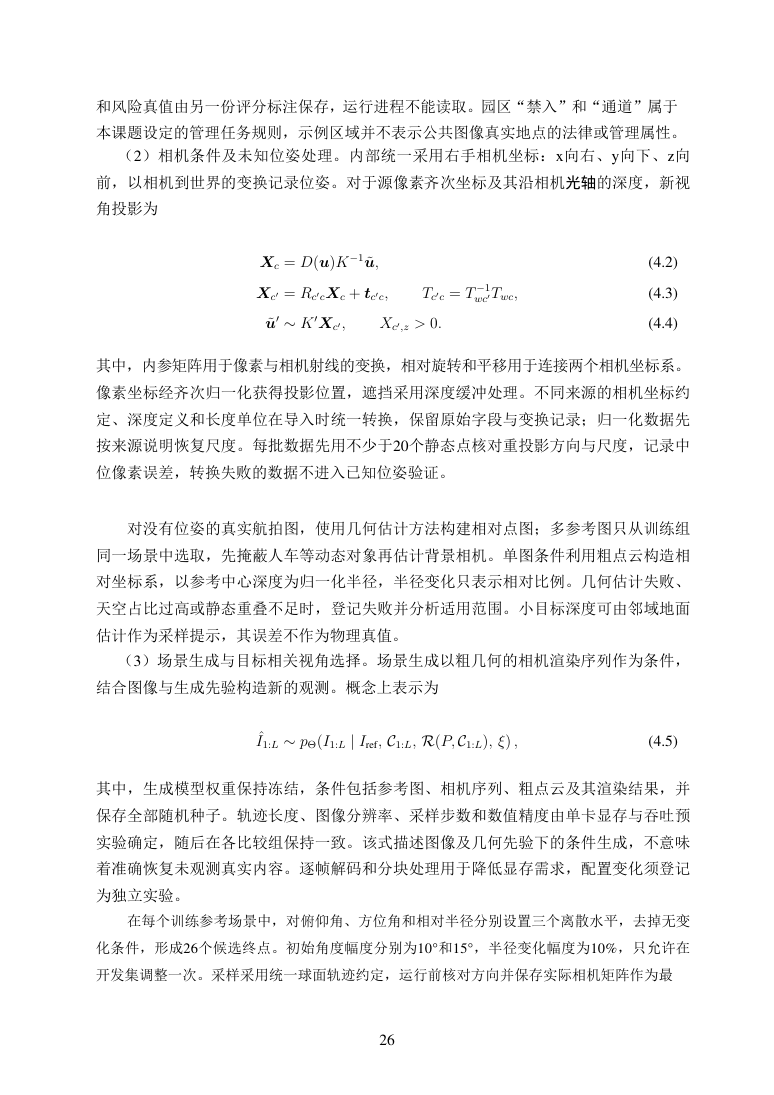 和风险真值由另一份评分标注保存，运行进程不能读取。园区“禁入”和“通道”属于
本课题设定的管理任务规则，示例区域并不表示公共图像真实地点的法律或管理属性。
（2）相机条件及未知位姿处理。内部统一采用右手相机坐标：x向右、y向下、z向
前，以相机到世界的变换记录位姿。对于源像素齐次坐标及其沿相机光轴的深度，新视
角投影为
X_c = D(u)K^{-1}ũ, (4.2)
X_{c′} = R_{c′c}X_c + t_{c′c}, T_{c′c} = T_{wc′}^{-1}T_{wc}, (4.3)
ũ′ ∼ K′X_{c′}, X_{c′,z} > 0. (4.4)
其中，内参矩阵用于像素与相机射线的变换，相对旋转和平移用于连接两个相机坐标系。
像素坐标经齐次归一化获得投影位置，遮挡采用深度缓冲处理。不同来源的相机坐标约
定、深度定义和长度单位在导入时统一转换，保留原始字段与变换记录；归一化数据先
按来源说明恢复尺度。每批数据先用不少于20个静态点核对重投影方向与尺度，记录中
位像素误差，转换失败的数据不进入已知位姿验证。
对没有位姿的真实航拍图，使用几何估计方法构建相对点图；多参考图只从训练组
同一场景中选取，先掩蔽人车等动态对象再估计背景相机。单图条件利用粗点云构造相
对坐标系，以参考中心深度为归一化半径，半径变化只表示相对比例。几何估计失败、
天空占比过高或静态重叠不足时，登记失败并分析适用范围。小目标深度可由邻域地面
估计作为采样提示，其误差不作为物理真值。
（3）场景生成与目标相关视角选择。场景生成以粗几何的相机渲染序列作为条件，
结合图像与生成先验构造新的观测。概念上表示为
Î_{1:L} ∼ p_Θ(I_{1:L} | I_{ref}, C_{1:L}, R(P, C_{1:L}), ξ) , (4.5)
其中，生成模型权重保持冻结，条件包括参考图、相机序列、粗点云及其渲染结果，并
保存全部随机种子。轨迹长度、图像分辨率、采样步数和数值精度由单卡显存与吞吐预
实验确定，随后在各比较组保持一致。该式描述图像及几何先验下的条件生成，不意味
着准确恢复未观测真实内容。逐帧解码和分块处理用于降低显存需求，配置变化须登记
为独立实验。
在每个训练参考场景中，对俯仰角、方位角和相对半径分别设置三个离散水平，去掉无变
化条件，形成26个候选终点。初始角度幅度分别为10°和15°，半径变化幅度为10%，只允许在
开发集调整一次。采样采用统一球面轨迹约定，运行前核对方向并保存实际相机矩阵作为最
26